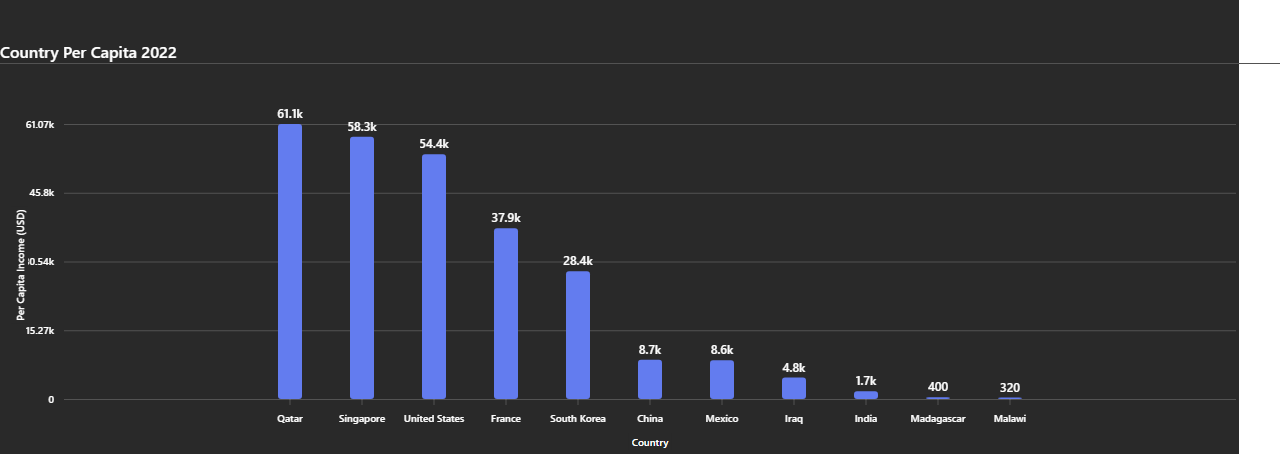 Country Per Capita 2022
61.1k
61.07k
58.3k
54.4k
45.8k
37.9k
Per Capita Income (USD)
28.4k
15.27k
8.7k
8.6k
4.8k
1.7k
400
320
0
Qatar Singapore United States France South Korea China Mexico Iraq India Madagascar Malawi
Country